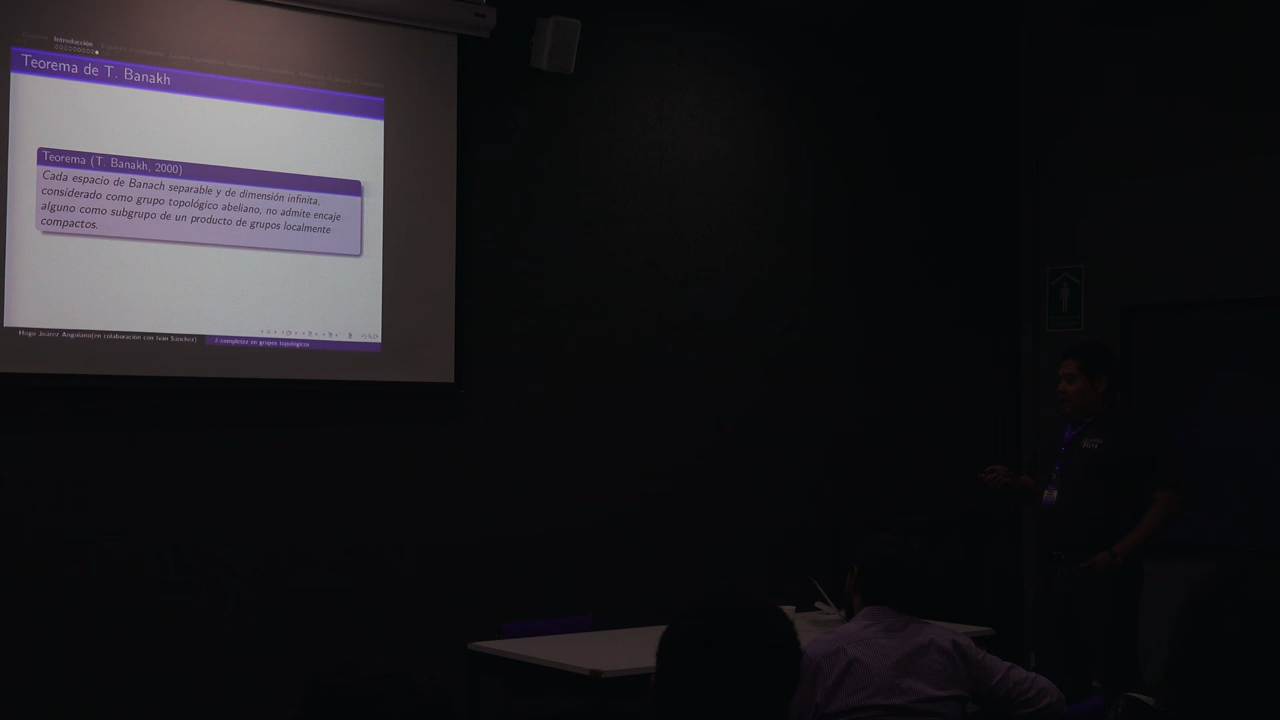 Introducción
Teorema de T. Banakh
Teorema (T. Banakh, 2000)
Cada espacio de Banach separable y de dimensión infinita,
considerado como grupo topológico abeliano, no admite encaje
alguno como subgrupo de un producto de grupos localmente
compactos.
Hugo Juárez Anguiano(en colaboración con Iván Sánchez)
-completez en grupos topológicos